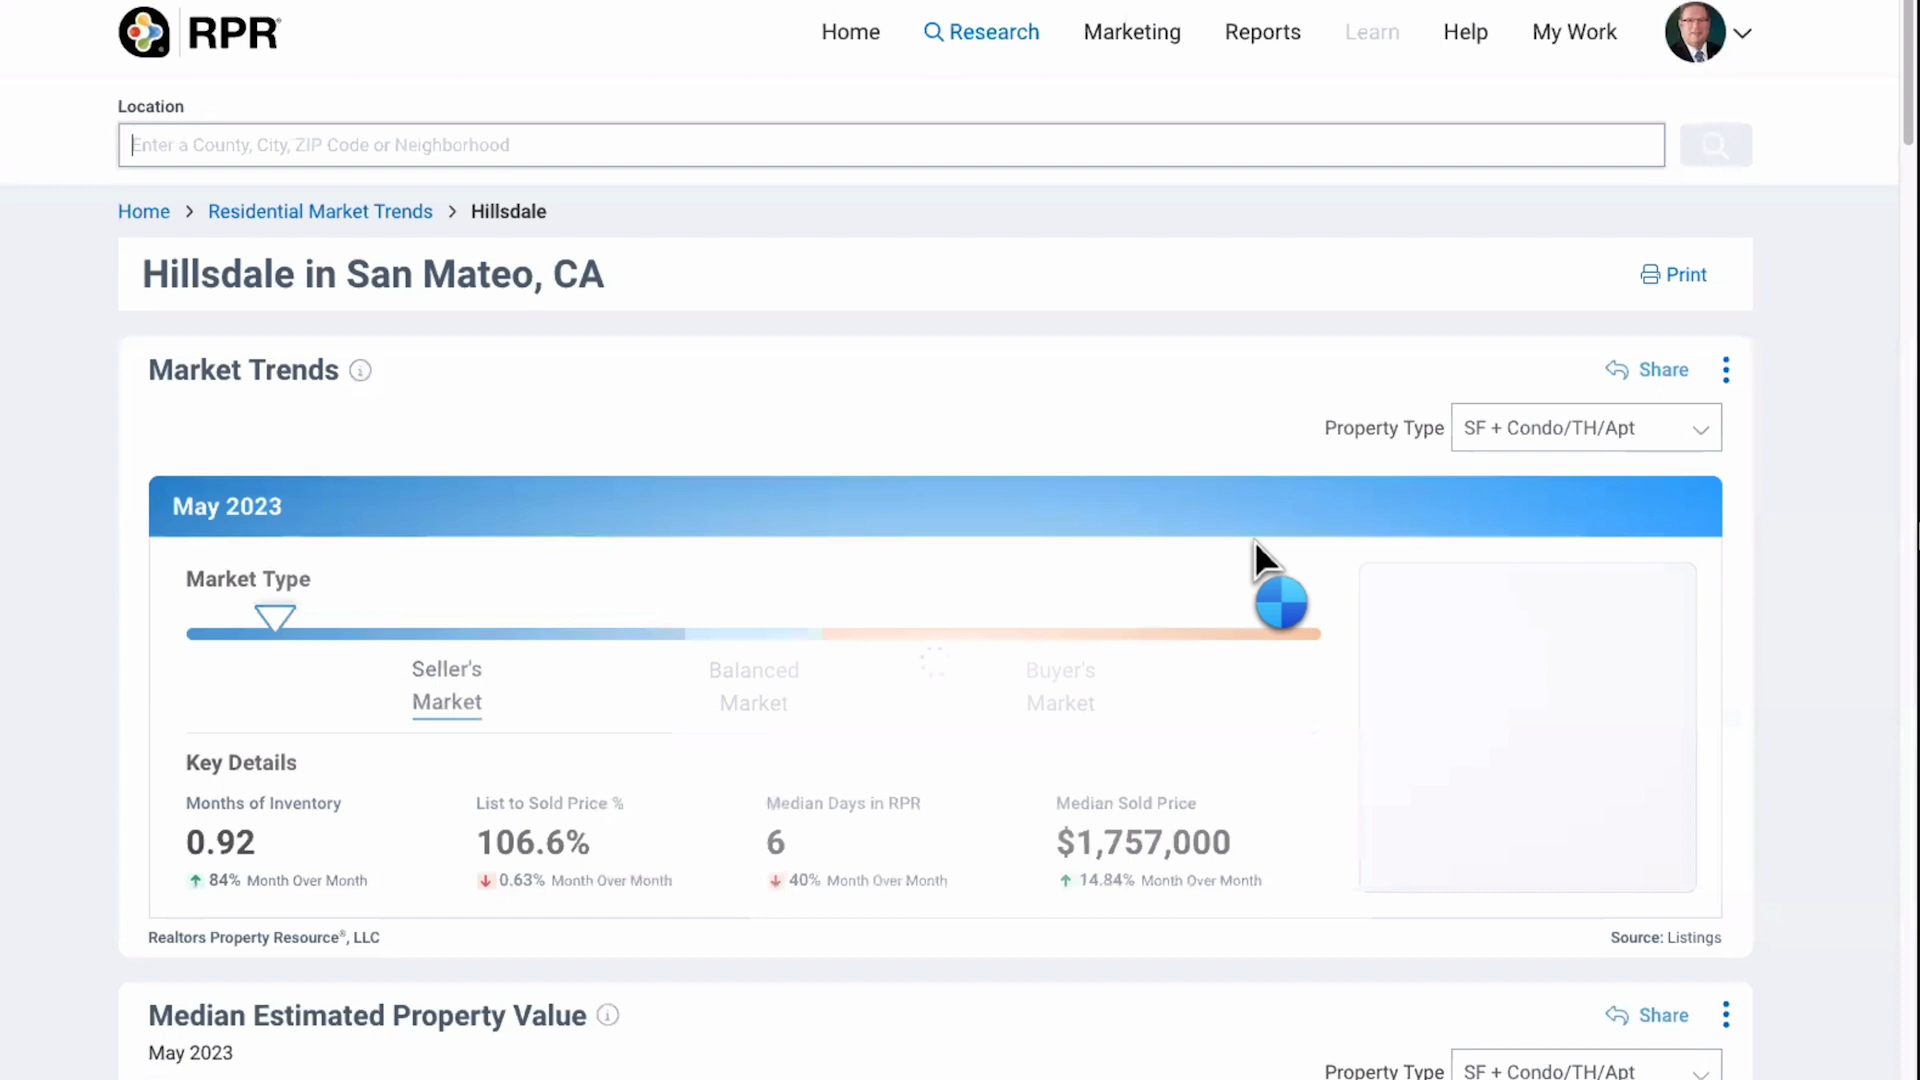 RPR
Home Research Marketing Reports Learn Help My Work
Location
Enter a County, City, ZIP Code or Neighborhood
Home > Residential Market Trends > Hillsdale
Hillsdale in San Mateo, CA
Print
Market Trends
Share
Property Type SF + Condo/TH/Apt
May 2023
Market Type
Seller's Market
Balanced Market
Buyer's Market
Key Details
Months of Inventory
0.92
84% Month Over Month
List to Sold Price %
106.6%
0.63% Month Over Month
Median Days in RPR
6
40% Month Over Month
Median Sold Price
$1,757,000
14.84% Month Over Month
Realtors Property Resource®, LLC
Source: Listings
Median Estimated Property Value
Share
May 2023
Property Type SF + Condo/TH/Apt